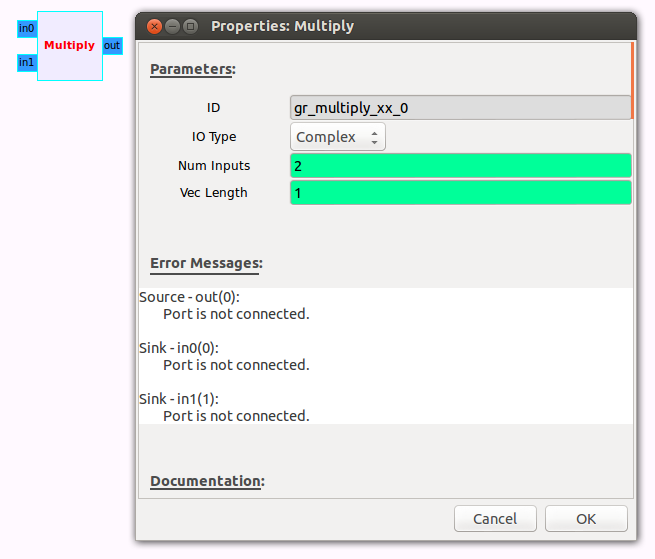 in0
Multiply
out
in1
Properties: Multiply
Parameters:
ID
gr_multiply_xx_0
IO Type
Complex
Num Inputs
2
Vec Length
1
Error Messages:
Source - out(0):
Port is not connected.
Sink - in0(0):
Port is not connected.
Sink - in1(1):
Port is not connected.
Documentation:
Cancel
OK